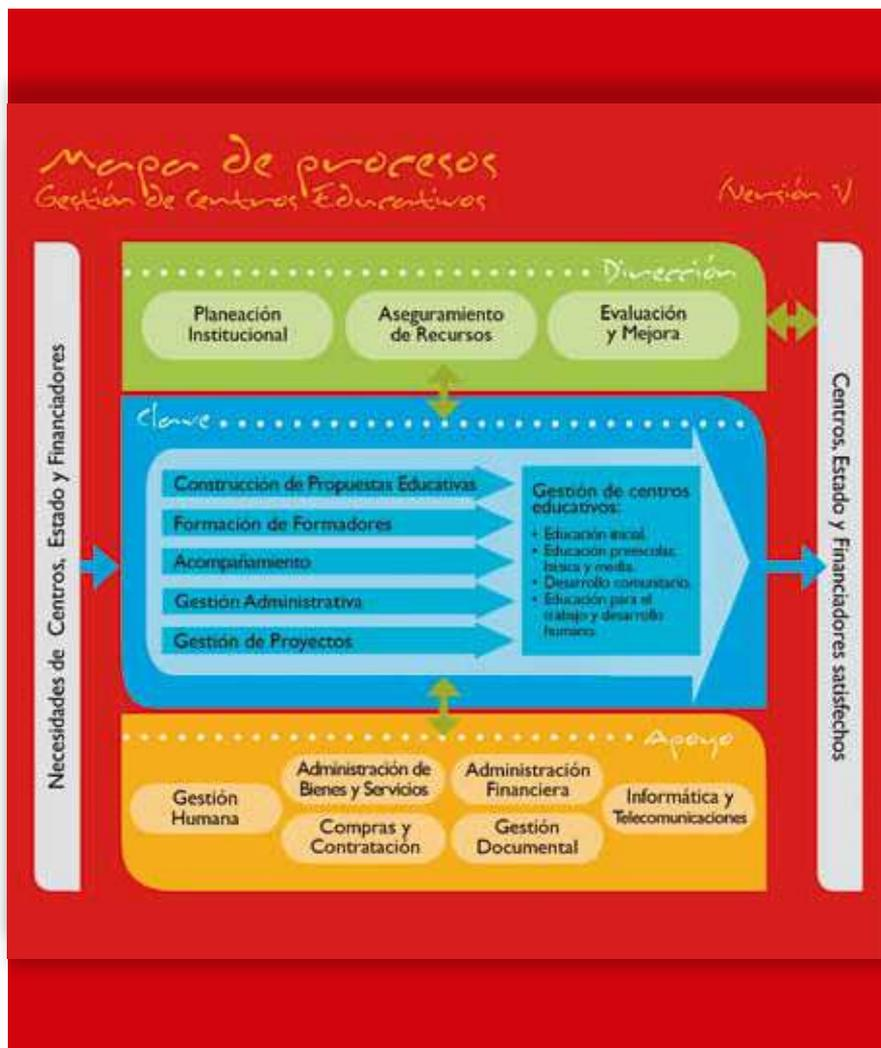 Mapa de procesos
Gestión de Centros Educativos
(Versión 1)
Necesidades de Centros, Estado y Financiadores
Dirección
Planeación
Institucional
Aseguramiento
de Recursos
Evaluación
y Mejora
Clave
Construcción de Propuestas Educativas
Formación de Formadores
Acompañamiento
Gestión Administrativa
Gestión de Proyectos
Gestión de centros
educativos:
• Educación inicial.
• Educación preescolar,
básica y media.
• Desarrollo comunitario.
• Educación para el
trabajo y desarrollo
humano.
Apoyo
Gestión
Humana
Administración de
Bienes y Servicios
Compras y
Contratación
Administración
Financiera
Gestión
Documental
Informática y
Telecomunicaciones
Centros, Estado y Financiadores satisfechos